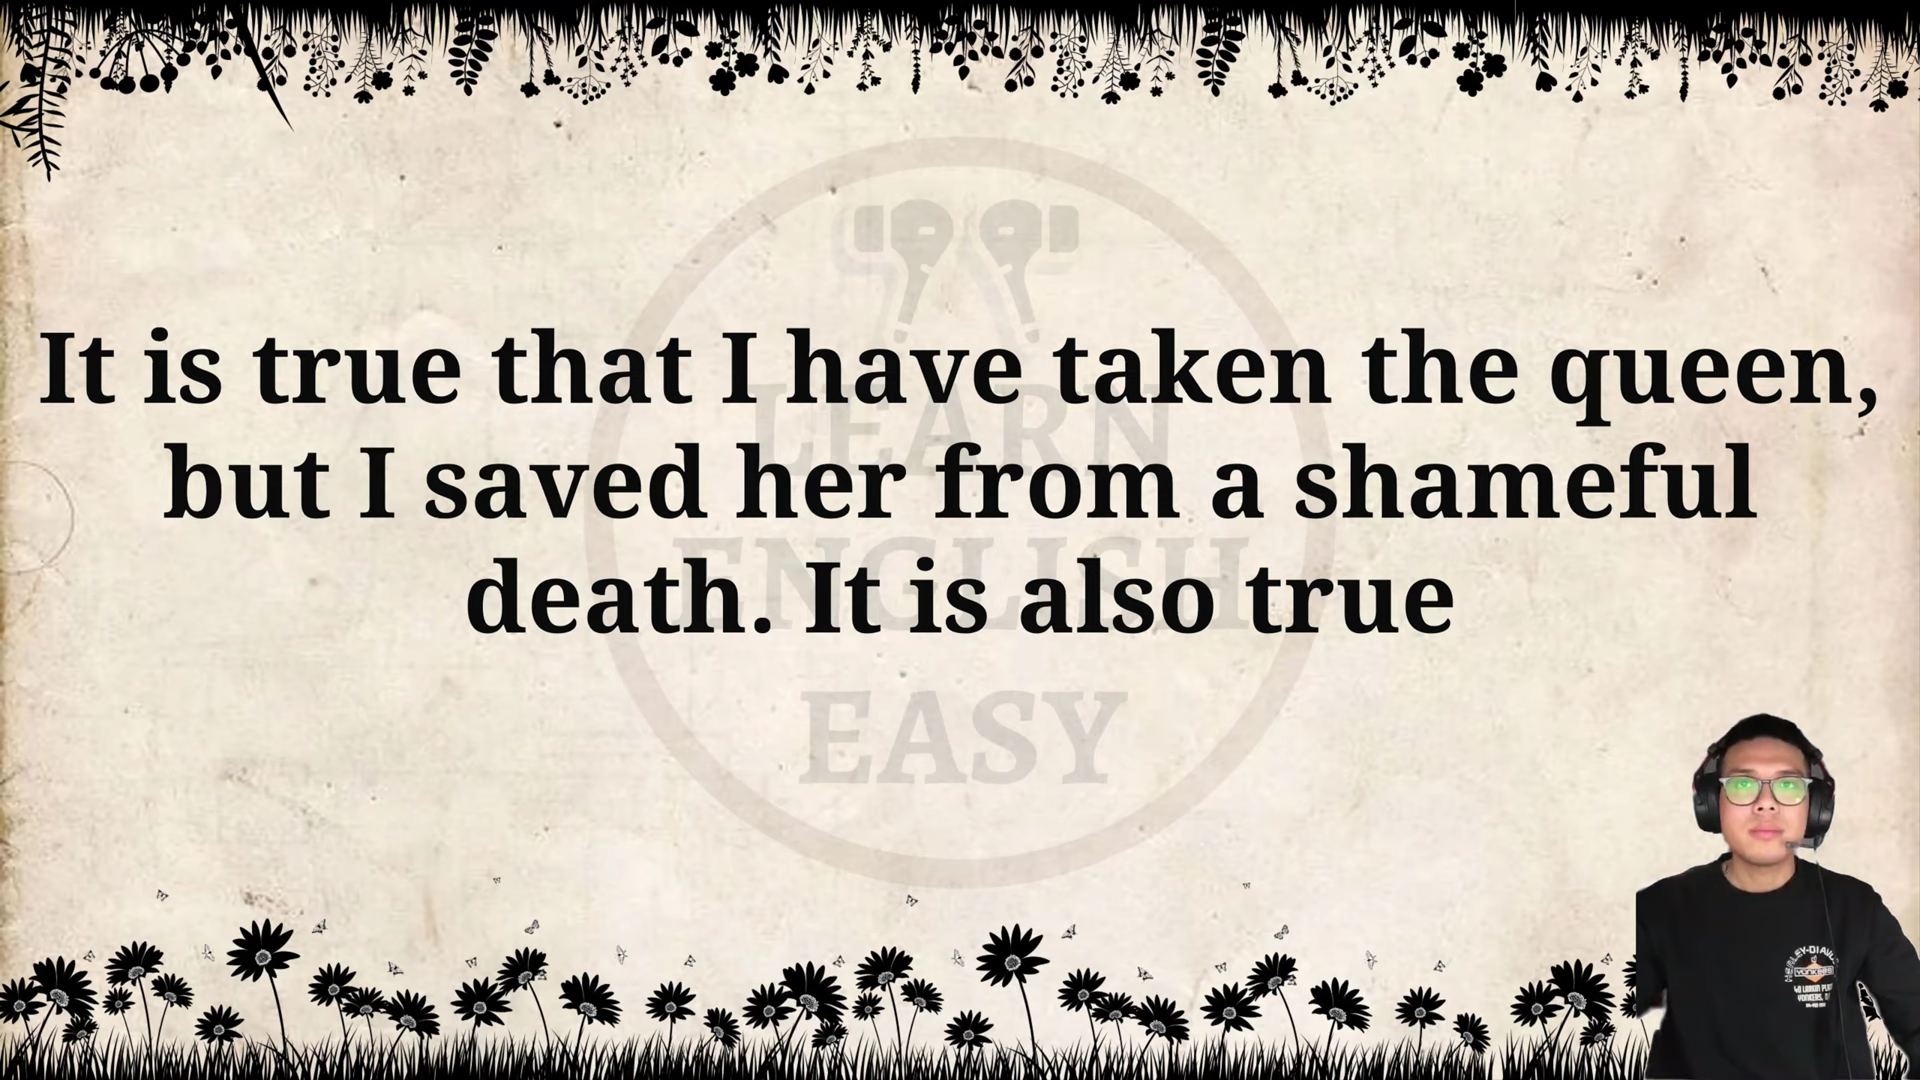 It is true that I have taken the queen,
but I saved her from a shameful
death. It is also true
LEARN
ENGLISH
EASY
YONKERS